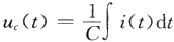 u_c(t) = \frac{1}{C} \int i(t) dt